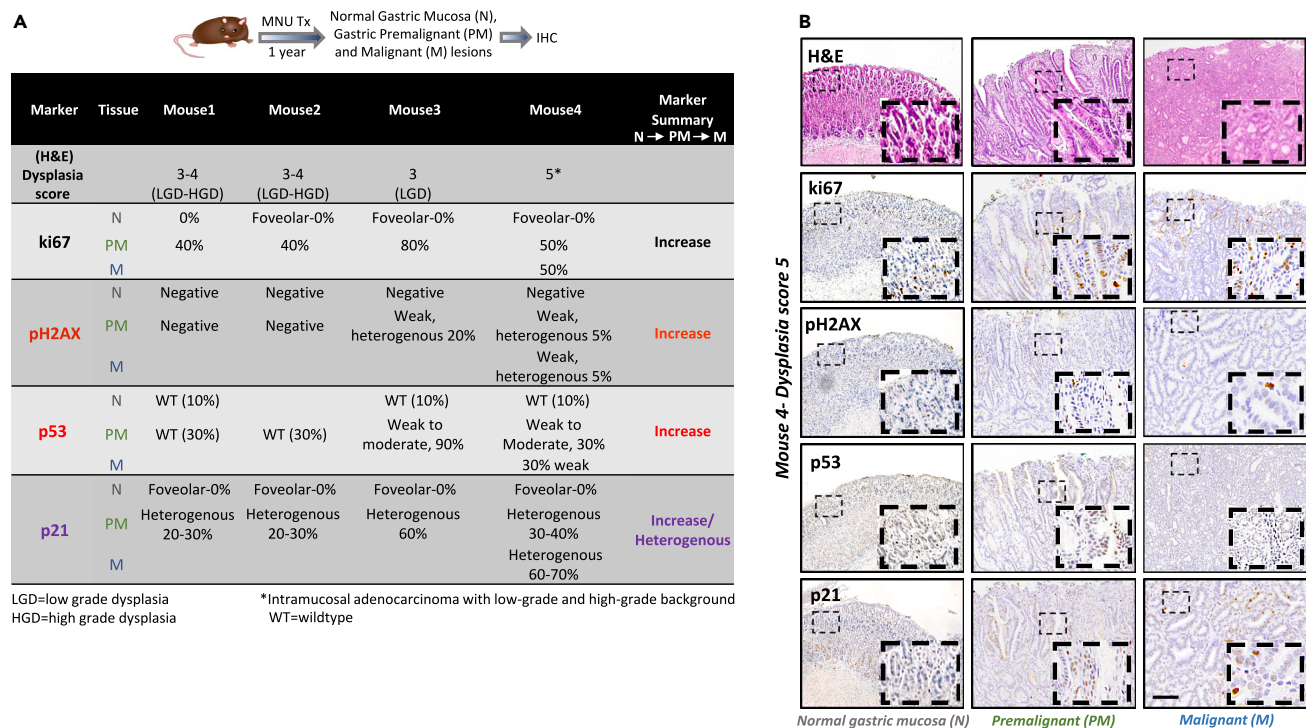 A
MNU Tx
1 year
Normal Gastric Mucosa (N),
Gastric Premalignant (PM)
and Malignant (M) lesions
IHC
Marker Tissue Mouse1 Mouse2 Mouse3 Mouse4 Marker
Summary
N → PM → M
(H&E)
Dysplasia
score
3-4 3-4 3 5*
(LGD-HGD) (LGD-HGD) (LGD)
ki67
N 0% Foveolar-0% Foveolar-0% Foveolar-0%
PM 40% 40% 80% 50% Increase
M 50%
pH2AX
N Negative Negative Negative Negative
PM Negative Negative Weak,
heterogenous 20% Weak,
heterogenous 5% Increase
M Weak,
heterogenous 5%
p53
N WT (10%) WT (10%) WT (10%)
PM WT (30%) WT (30%) Weak to
moderate, 90% Weak to
Moderate, 30% Increase
M 30% weak
p21
N Foveolar-0% Foveolar-0% Foveolar-0% Foveolar-0%
PM Heterogenous
20-30% Heterogenous
20-30% Heterogenous
60% Heterogenous
30-40% Increase/
Heterogenous
M Heterogenous
60-70%
LGD=low grade dysplasia
HGD=high grade dysplasia
*Intramucosal adenocarcinoma with low-grade and high-grade background
WT=wildtype
B
Mouse 4- Dysplasia score 5
H&E
ki67
pH2AX
p53
p21
Normal gastric mucosa (N) Premalignant (PM) Malignant (M)